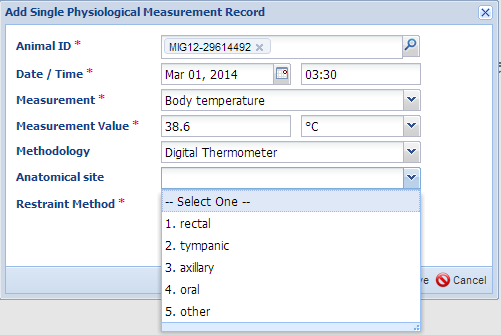 Add Single Physiological Measurement Record
Animal ID * MIG12-29614492
Date / Time * Mar 01, 2014 03:30
Measurement * Body temperature
Measurement Value * 38.6 °C
Methodology Digital Thermometer
Anatomical site
Restraint Method * -- Select One --
1. rectal
2. tympanic
3. axillary
4. oral
5. other
Cancel